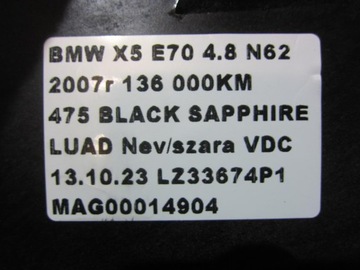 BMW X5 E70 4.8 N62
2007r 136 000KM
475 BLACK SAPPHIRE
LUAD Nev/szara VDC
13.10.23 LZ33674P1
MAG00014904